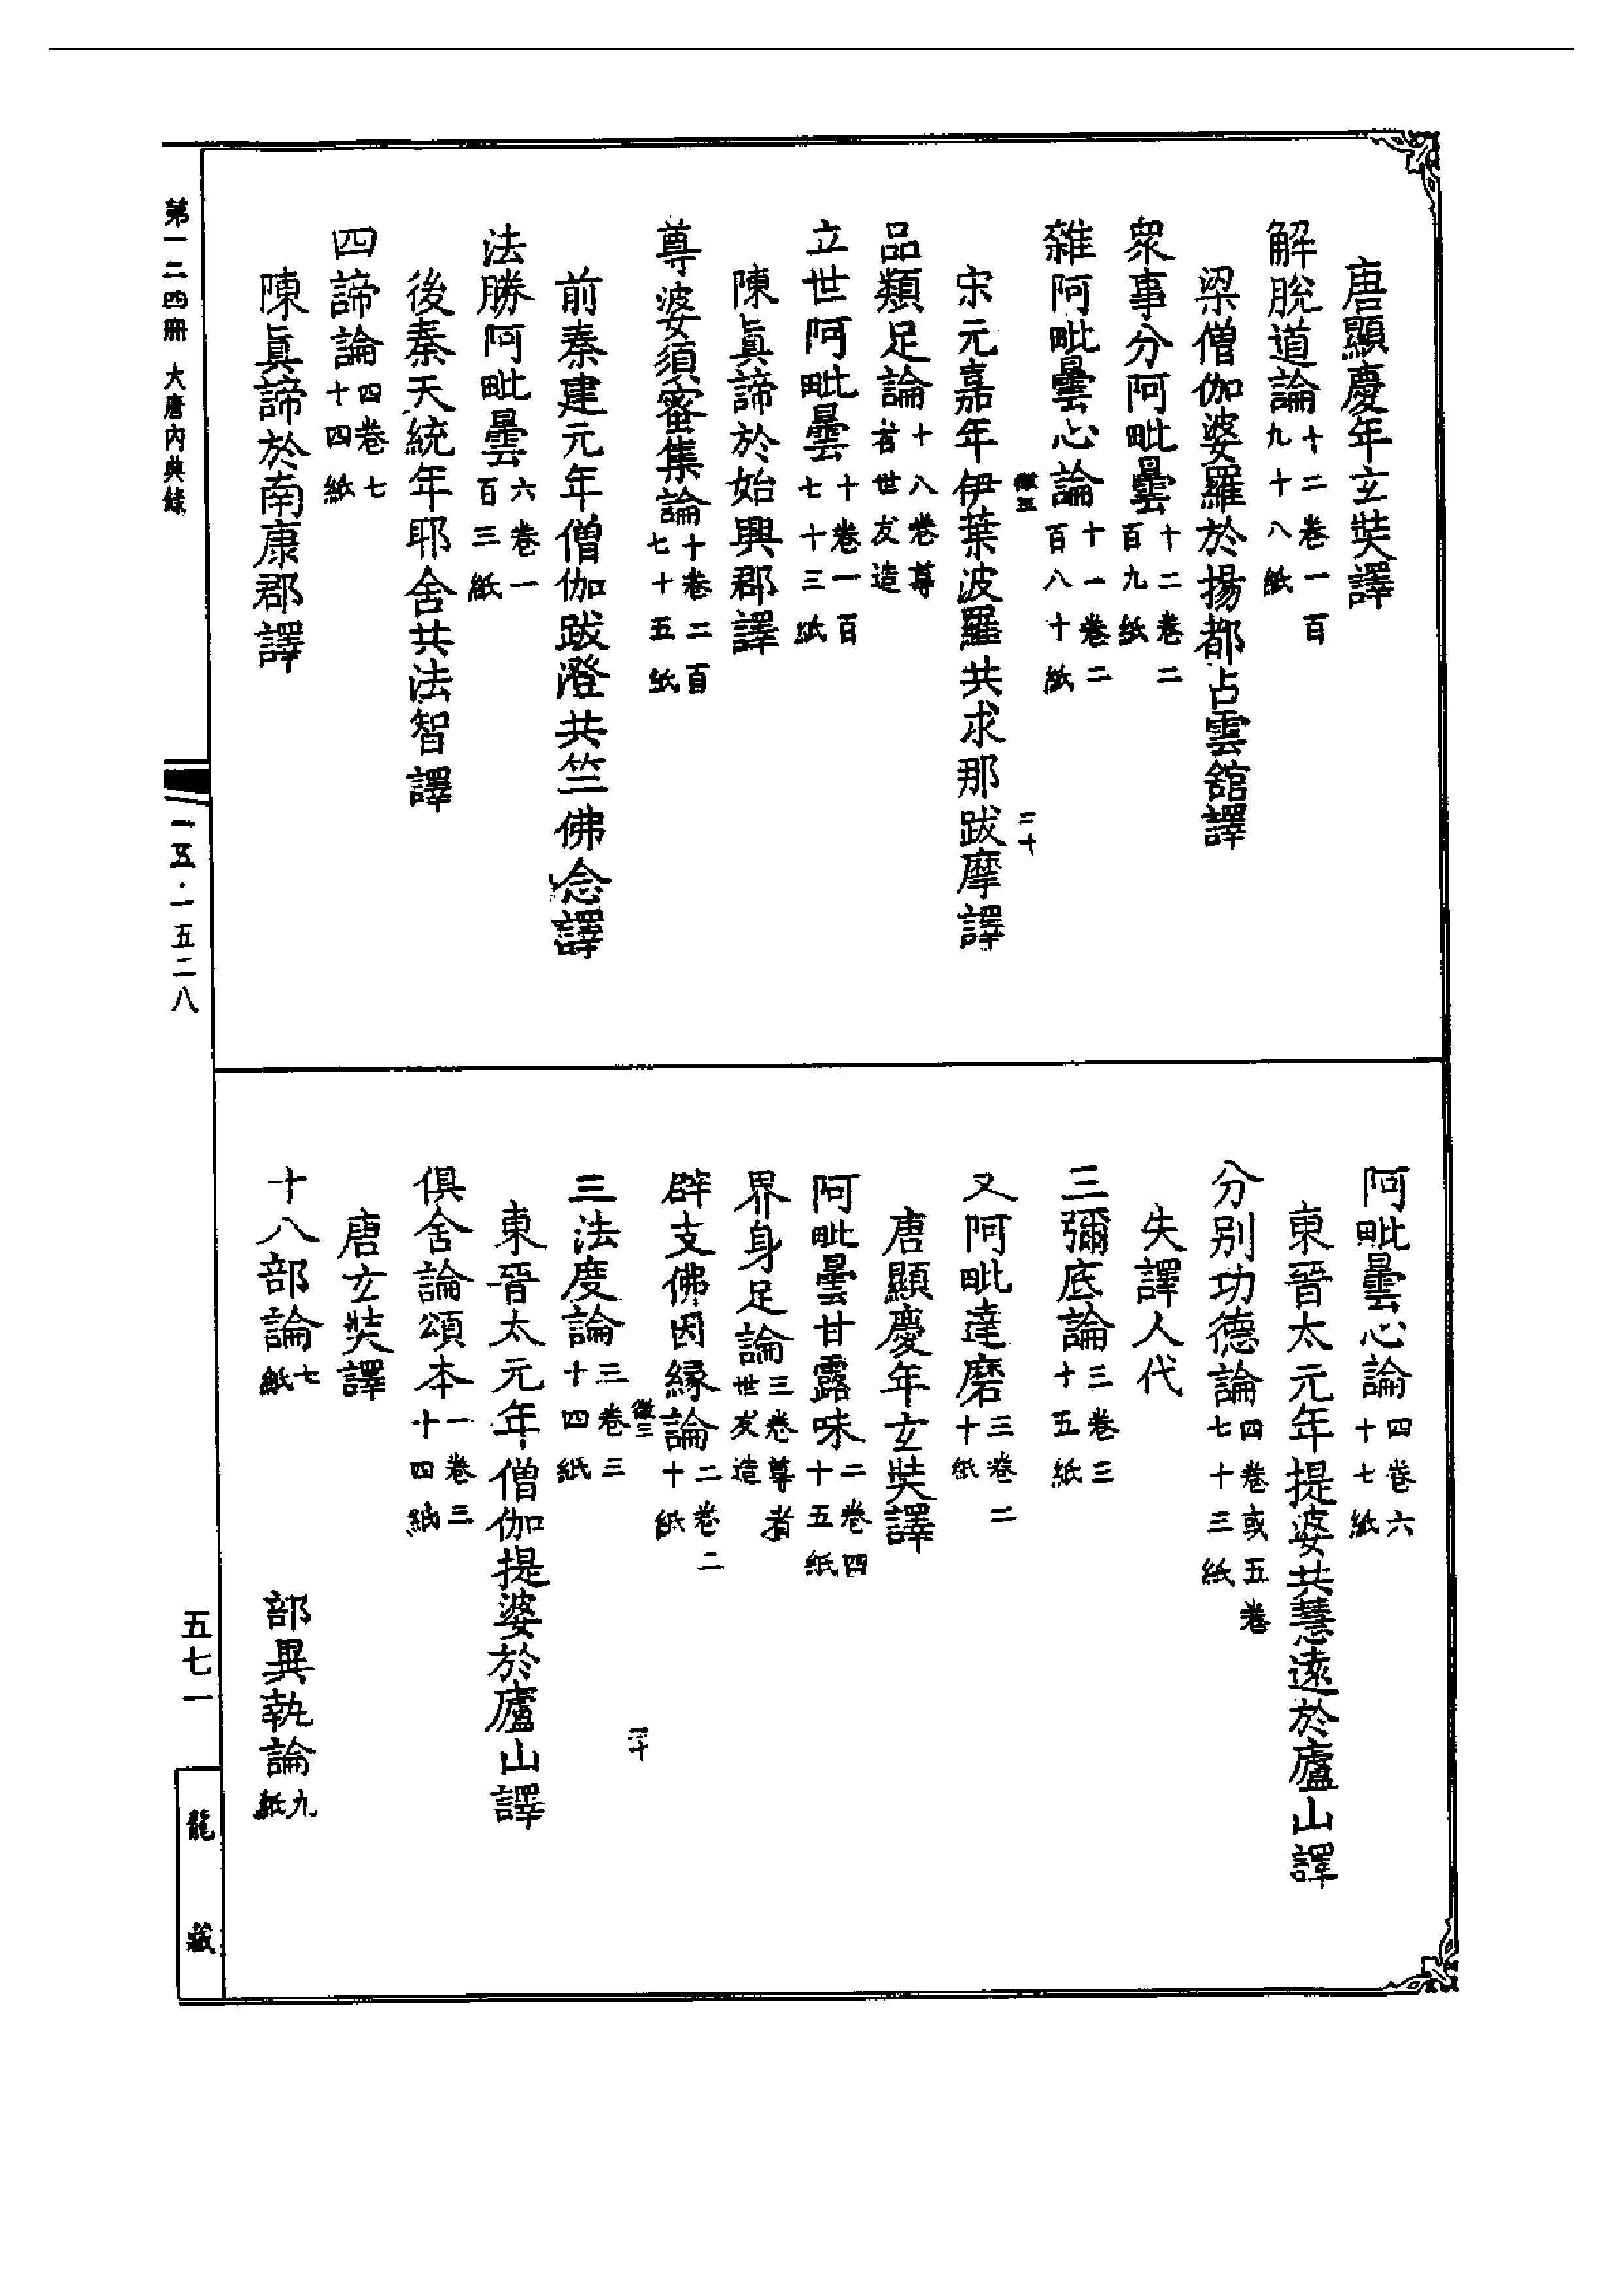 唐顯慶年玄奘譯
解脫道論十二卷一百九十八紙
梁僧伽婆羅於揚都占雲舘譯
衆事分阿毗曇十二卷二百九紙
雜阿毗曇心論十一卷二百八十紙
宋元嘉年伊葉波羅共求那跋摩譯
品類足論十八卷尊者世友造
立世阿毗曇十卷一百七十三紙
陳眞諦於始興郡譯
尊婆須蜜集論十卷二百七十五紙
前秦建元年僧伽跋澄共竺佛念譯
法勝阿毗曇六卷一百三紙
後秦天統年耶舍共法智譯
四諦論四卷七十四紙
陳眞諦於南康郡譯
阿毗曇心論四卷六十七紙
東晉太元年提婆共慧遠於廬山譯
分别功德論四卷或五卷七十三紙
失譯人代
三彌底論三卷三十五紙
又阿毗達磨三卷二十紙
唐顯慶年玄奘譯
阿毗曇甘露味二卷四十五紙
界身足論三卷尊者世友造
辟支佛因緣論二卷二十紙
三法度論三卷三十四紙
東晉太元年僧伽提婆於廬山譯
俱舍論頌本一卷三十四紙
唐玄奘譯
十八部論七紙 部異執論九紙
第一二四冊 大唐內典錄
一五·一五二八
五七一
龍藏